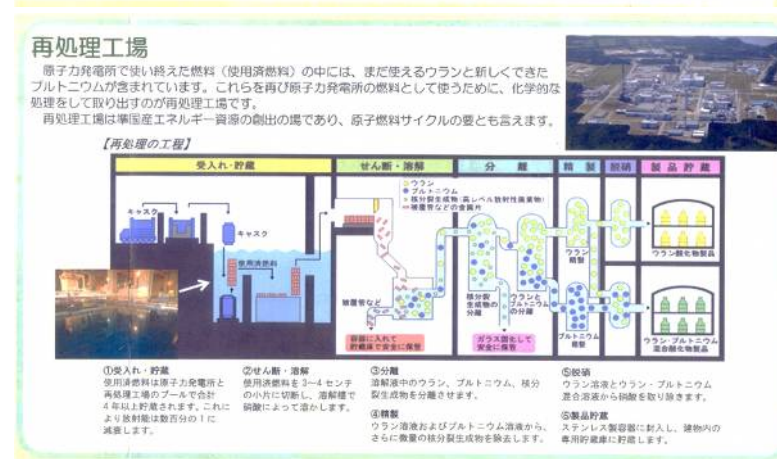 再処理工場
原子力発電所で使い終えた燃料（使用済燃料）の中には、まだ使えるウランと新しくできた
プルトニウムが含まれています。これらを再び原子力発電所の燃料として使うために、化学的な
処理をして取り出すのが再処理工場です。
再処理工場は準国産エネルギー資源の創出の場であり、原子燃料サイクルの要とも言えます。
【再処理の工程】
受入れ・貯蔵
せん断・溶解
分離
精製
脱硝
製品貯蔵
ウラン
プルトニウム
核分裂生成物（高レベル放射性廃棄物）
被覆管などの金属片
キャスク
キャスク
使用済燃料
被覆管など
容器に入れて
貯蔵庫で安全に保管
核分裂
生成物の
分離
ウランと
プルトニウム
の分離
ガラス固化して
安全に保管
ウラン
精製
プルトニウム
精製
ウラン酸化物製品
ウラン・プルトニウム
混合酸化物製品
①受入れ・貯蔵
使用済燃料は原子力発電所と
再処理工場のプールで合計
4年以上貯蔵されます。これに
より放射能は数百分の1に
減衰します。
②せん断・溶解
使用済燃料を3〜4センチ
の小片に切断し、溶解槽で
硝酸によって溶かします。
③分離
溶解液中のウラン、プルトニウム、核分
裂生成物を分離させます。
④精製
ウラン溶液およびプルトニウム溶液から、
さらに微量の核分裂生成物を除去します。
⑤脱硝
ウラン溶液とウラン・プルトニウム
混合溶液から硝酸を取り除きます。
⑥製品貯蔵
ステンレス製容器に封入し、建物内の
専用貯蔵庫に貯蔵します。